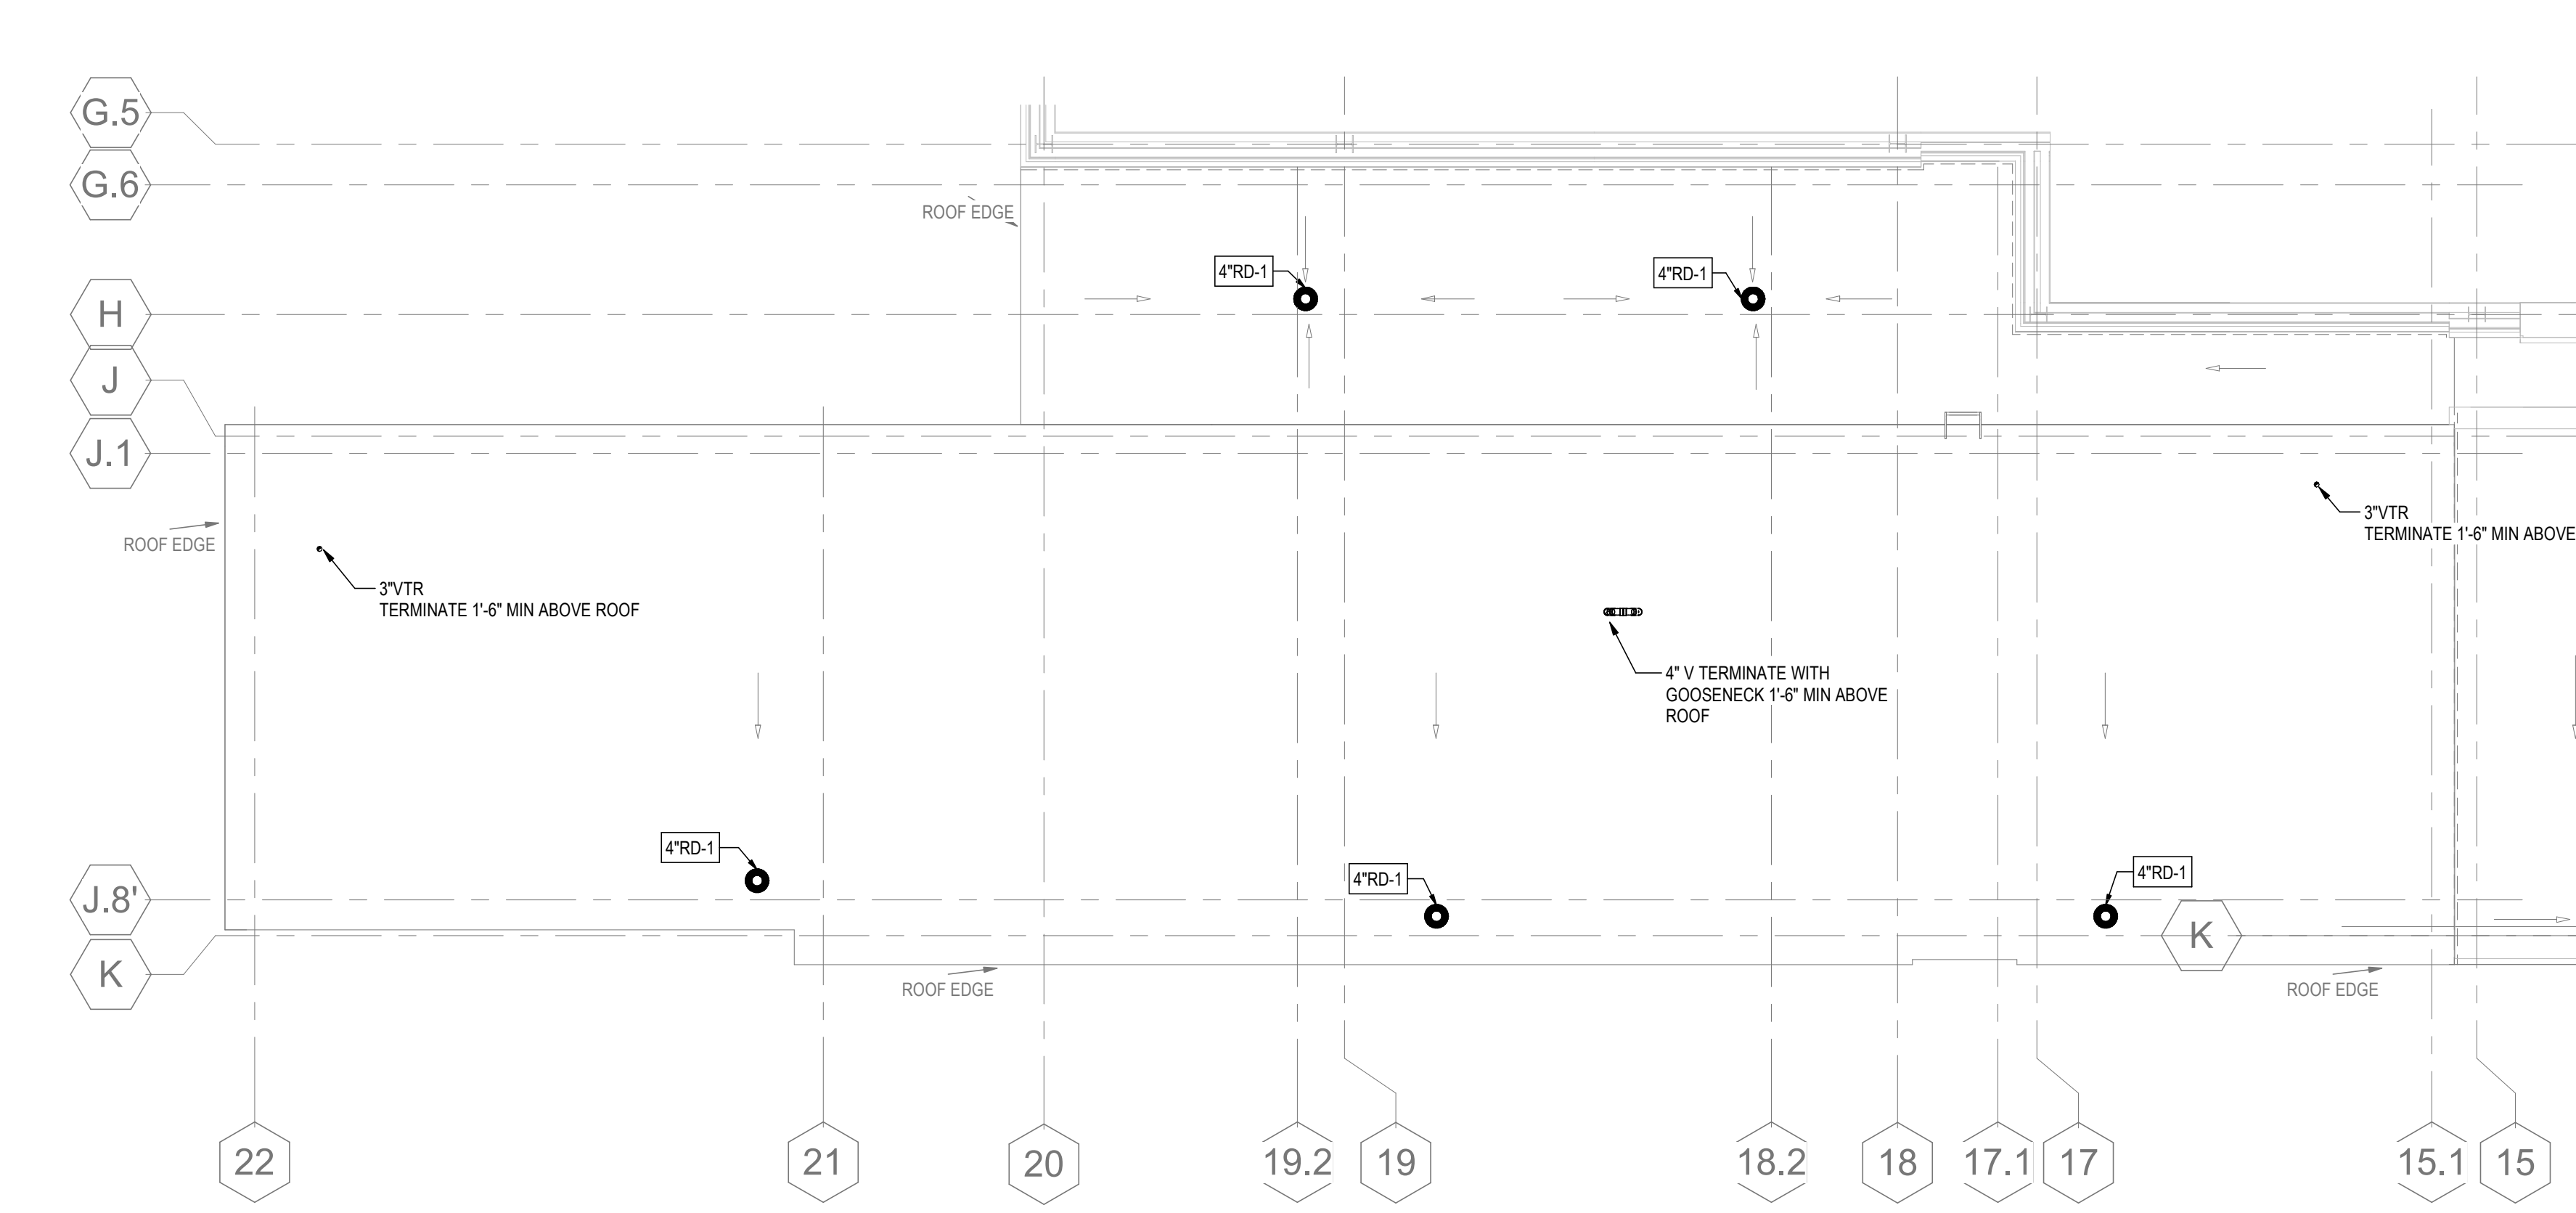 G.5
G.6
ROOF EDGE
4"RD-1
4"RD-1
H
J
J.1
3"VTR
TERMINATE 1'-6" MIN ABOVE
ROOF EDGE
3"VTR
TERMINATE 1'-6" MIN ABOVE ROOF
4" V TERMINATE WITH
GOOSENECK 1'-6" MIN ABOVE
ROOF
4"RD-1
4"RD-1
4"RD-1
J.8'
K
K
ROOF EDGE
ROOF EDGE
22
21
20
19.2
19
18.2
18
17.1
17
15.1
15